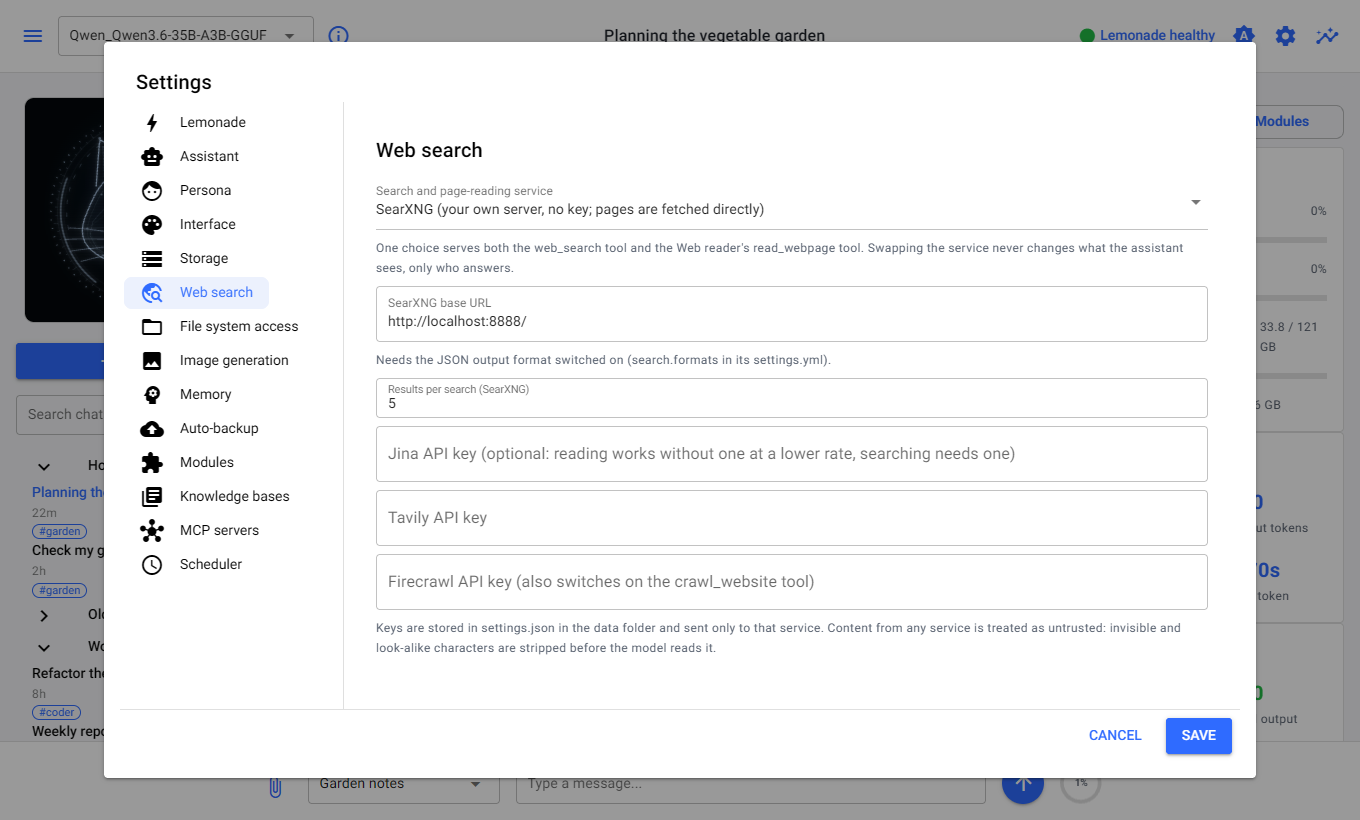 Qwen_Qwen3.6-35B-A3B-GGUF
Planning the vegetable garden
Lemonade healthy
A
Settings
Lemonade
Assistant
Persona
Interface
Storage
Web search
File system access
Image generation
Memory
Auto-backup
Modules
Knowledge bases
MCP servers
Scheduler
Web search
Search and page-reading service
SearXNG (your own server, no key; pages are fetched directly)
One choice serves both the web_search tool and the Web reader's read_webpage tool. Swapping the service never changes what the assistant
sees, only who answers.
SearXNG base URL
http://localhost:8888/
Needs the JSON output format switched on (search.formats in its settings.yml).
Results per search (SearXNG)
5
Jina API key (optional: reading works without one at a lower rate, searching needs one)
Tavily API key
Firecrawl API key (also switches on the crawl_website tool)
Keys are stored in settings.json in the data folder and sent only to that service. Content from any service is treated as untrusted: invisible and
look-alike characters are stripped before the model reads it.
CANCEL
SAVE
Search chat
Planning the
22m
#garden
Check my g
2h
#garden
Refactor the
8h
#coder
Weekly repo
Modules
0%
0%
33.8 / 121
GB
GB
tokens
token
output
Garden notes
Type a message...
1%